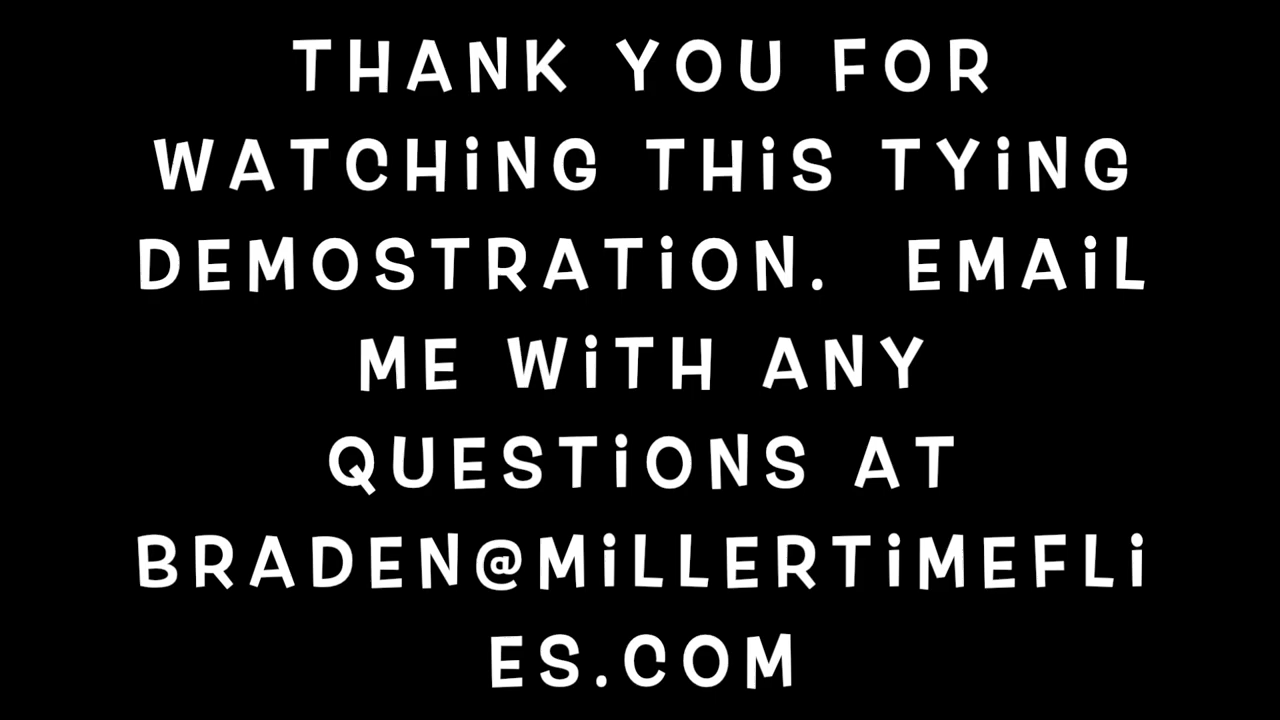 THANK YOU FOR
WATCHiNG THiS TYiNG
DEMOSTRATiON.  EMAiL
ME WiTH ANY
QUESTiONS AT
BRADEN@MiLLERTiMEFLi
ES.COM